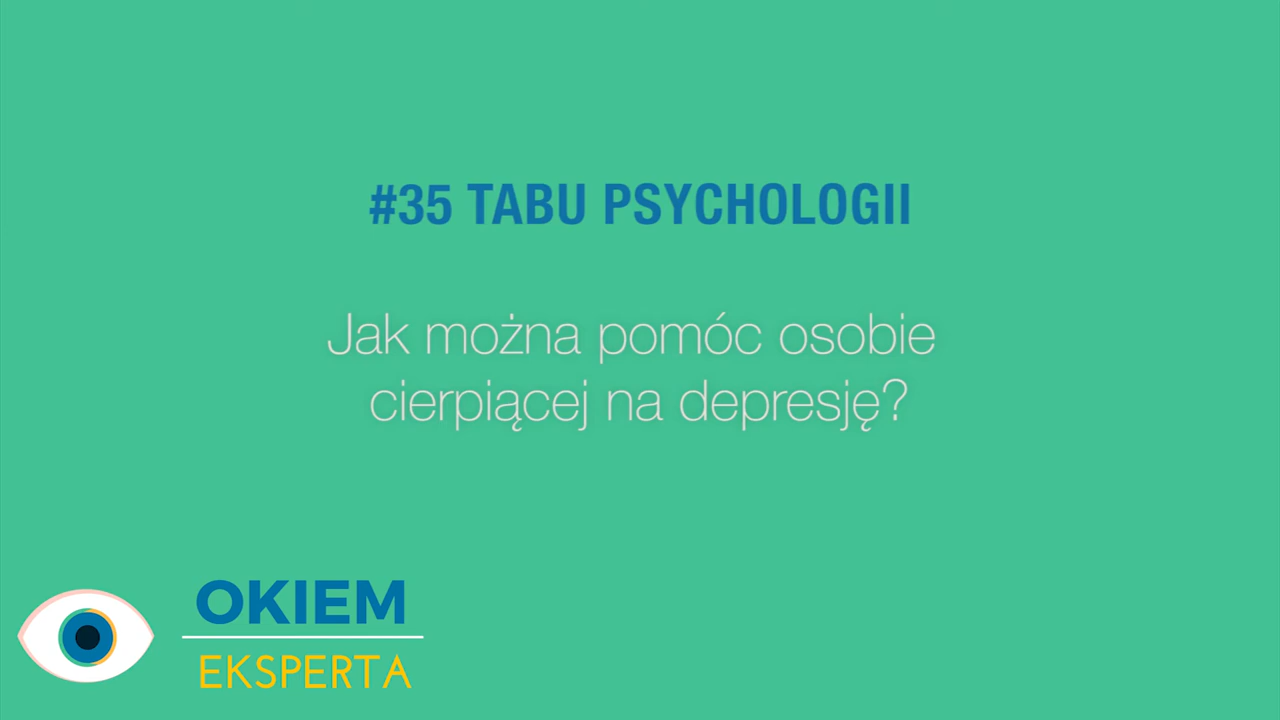 #35 TABU PSYCHOLOGII
Jak można pomóc osobie
cierpiącej na depresję?
OKIEM
EKSPERTA